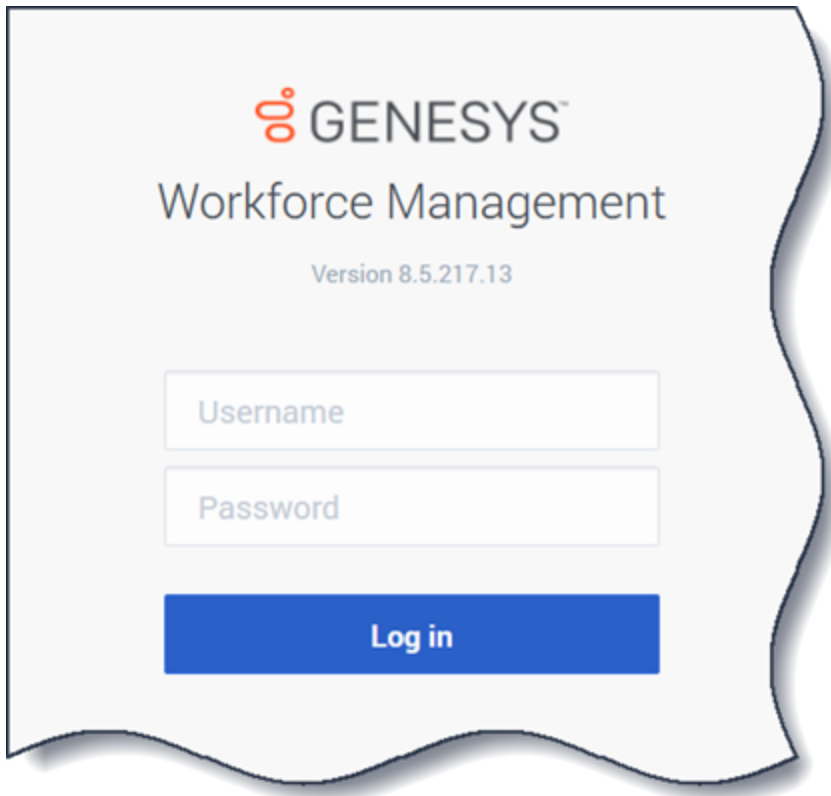 GENESYS™
Workforce Management
Version 8.5.217.13
Username
Password
Log in